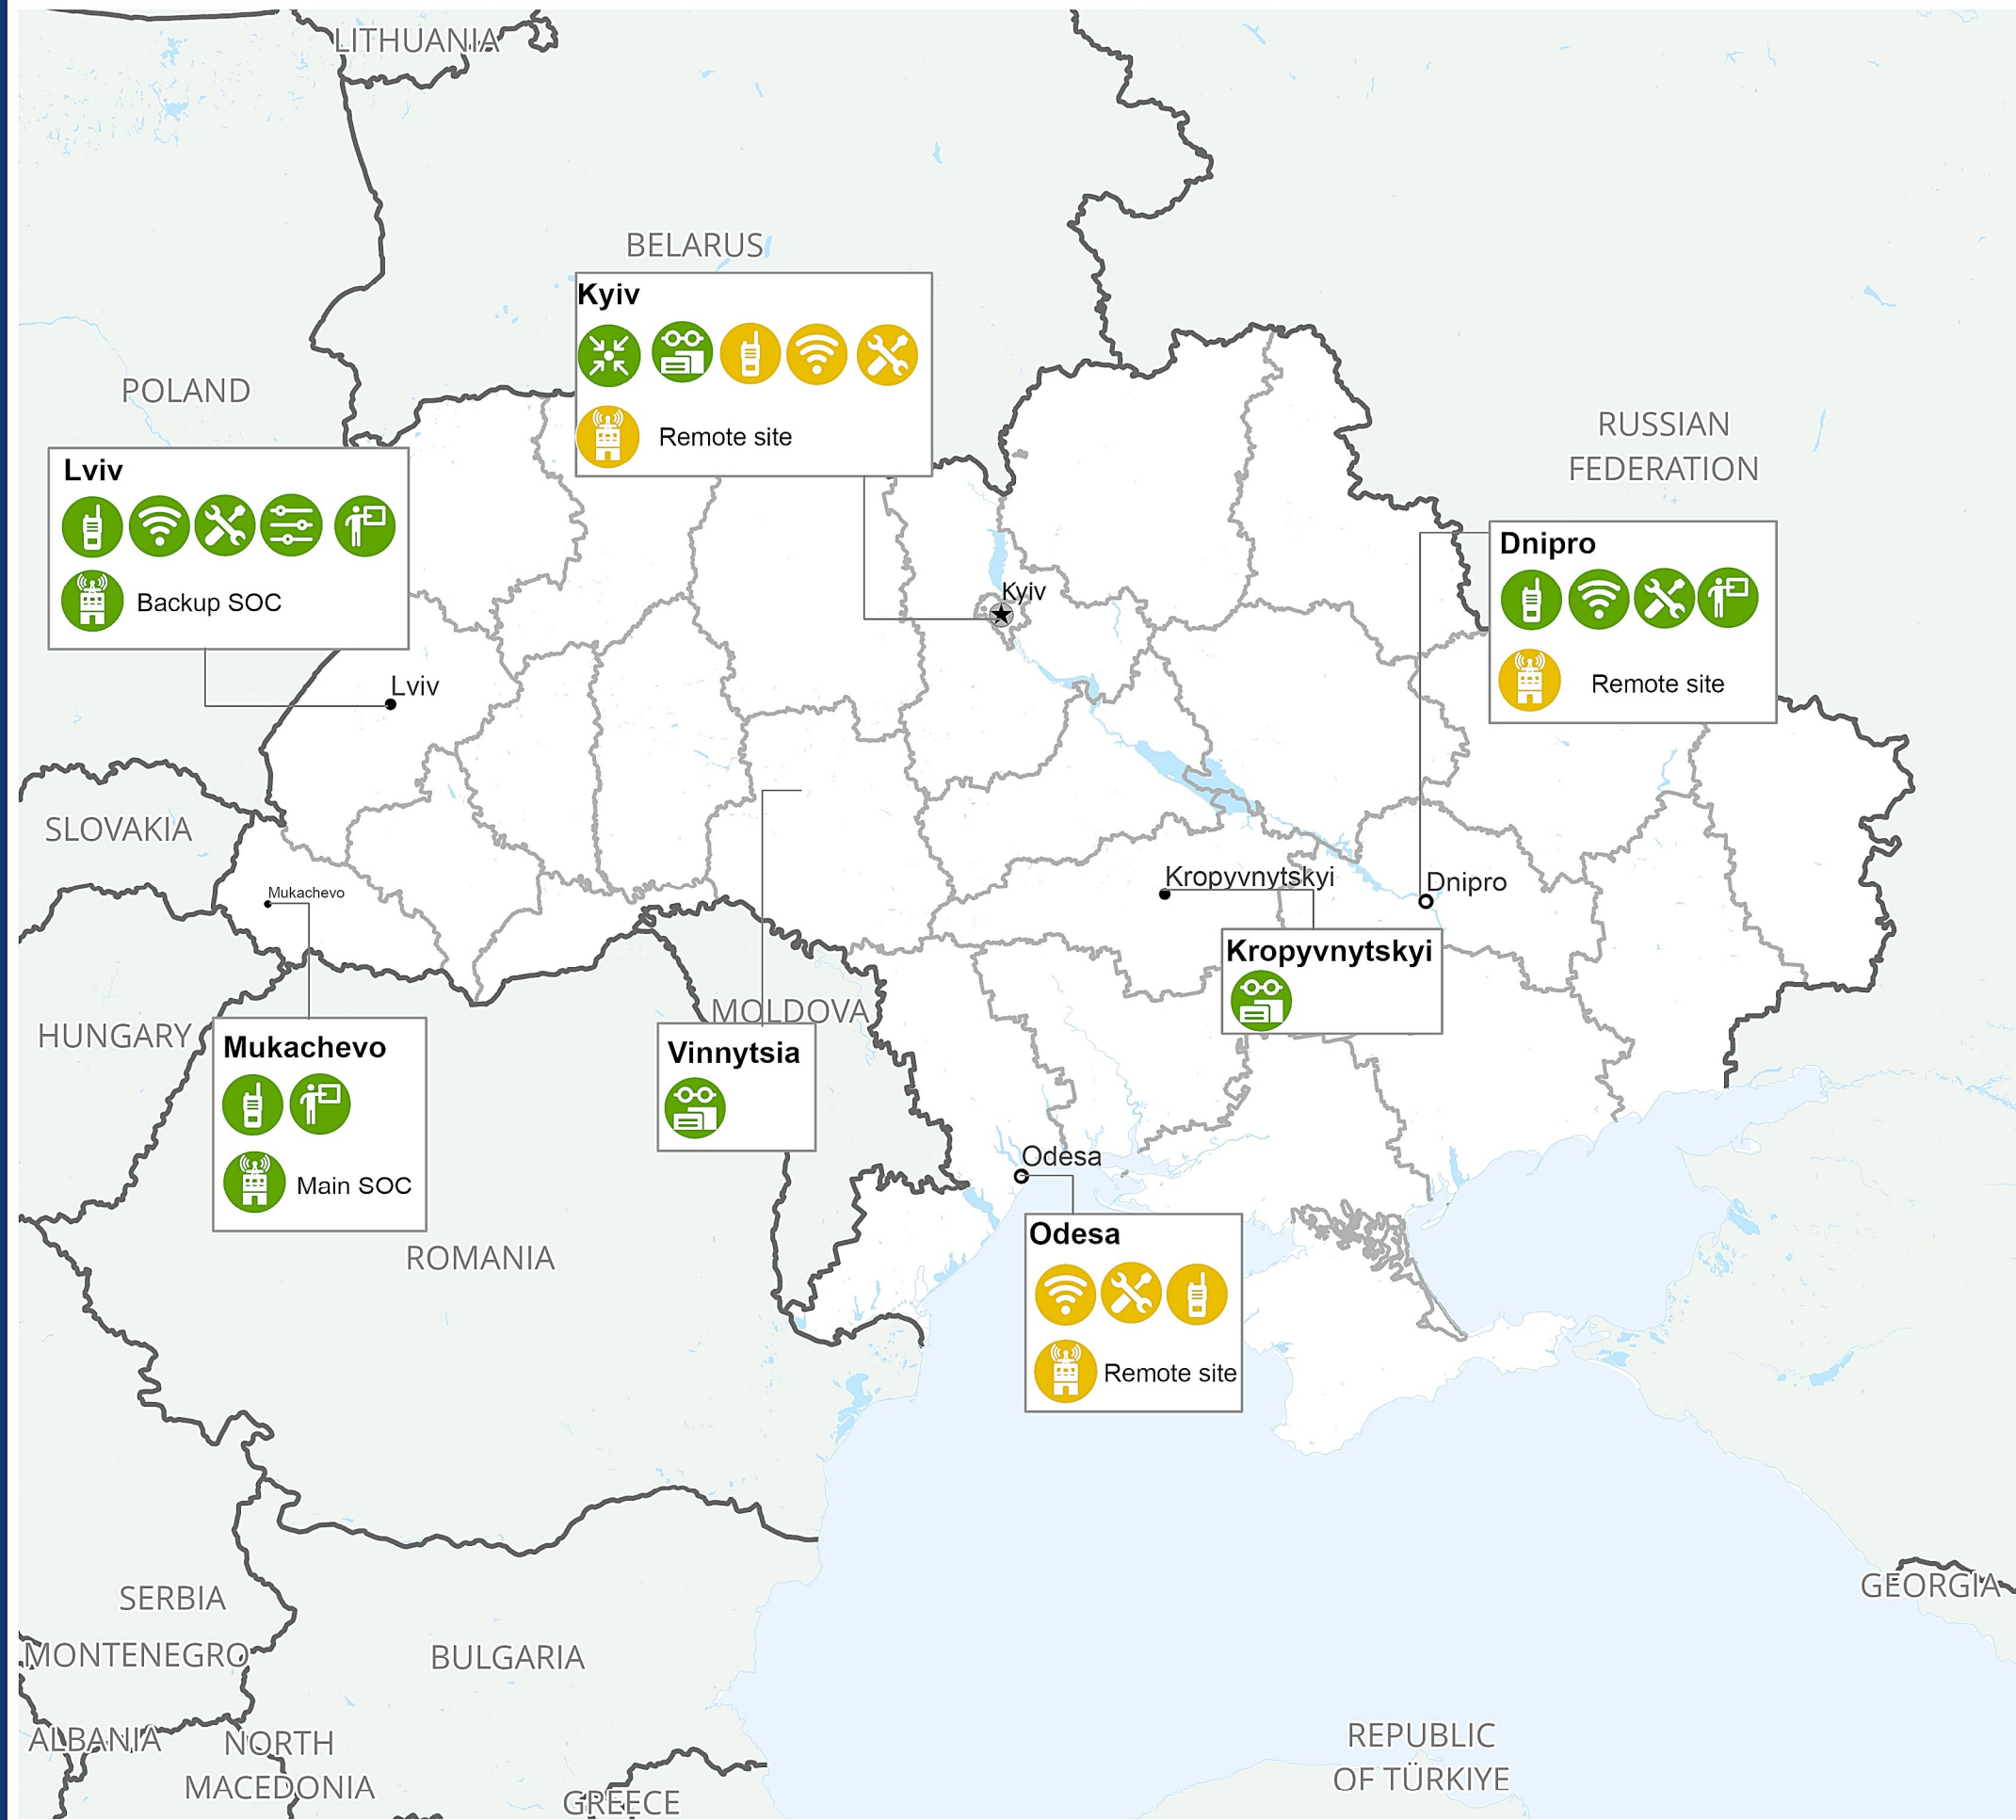 LITHUANIA
BELARUS
Kyiv
Remote site
POLAND
RUSSIAN
FEDERATION
Lviv
Backup SOC
Dnipro
Remote site
Kyiv
Lviv
SLOVAKIA
Mukachevo
Kropyvnytskyi
Dnipro
Kropyvnytskyi
MOLDOVA
HUNGARY
Mukachevo
Main SOC
Vinnytsia
Odesa
Odesa
Remote site
ROMANIA
GEORGIA
SERBIA
MONTENEGRO
BULGARIA
ALBANIA
NORTH
MACEDONIA
GREECE
REPUBLIC
OF TÜRKIYE